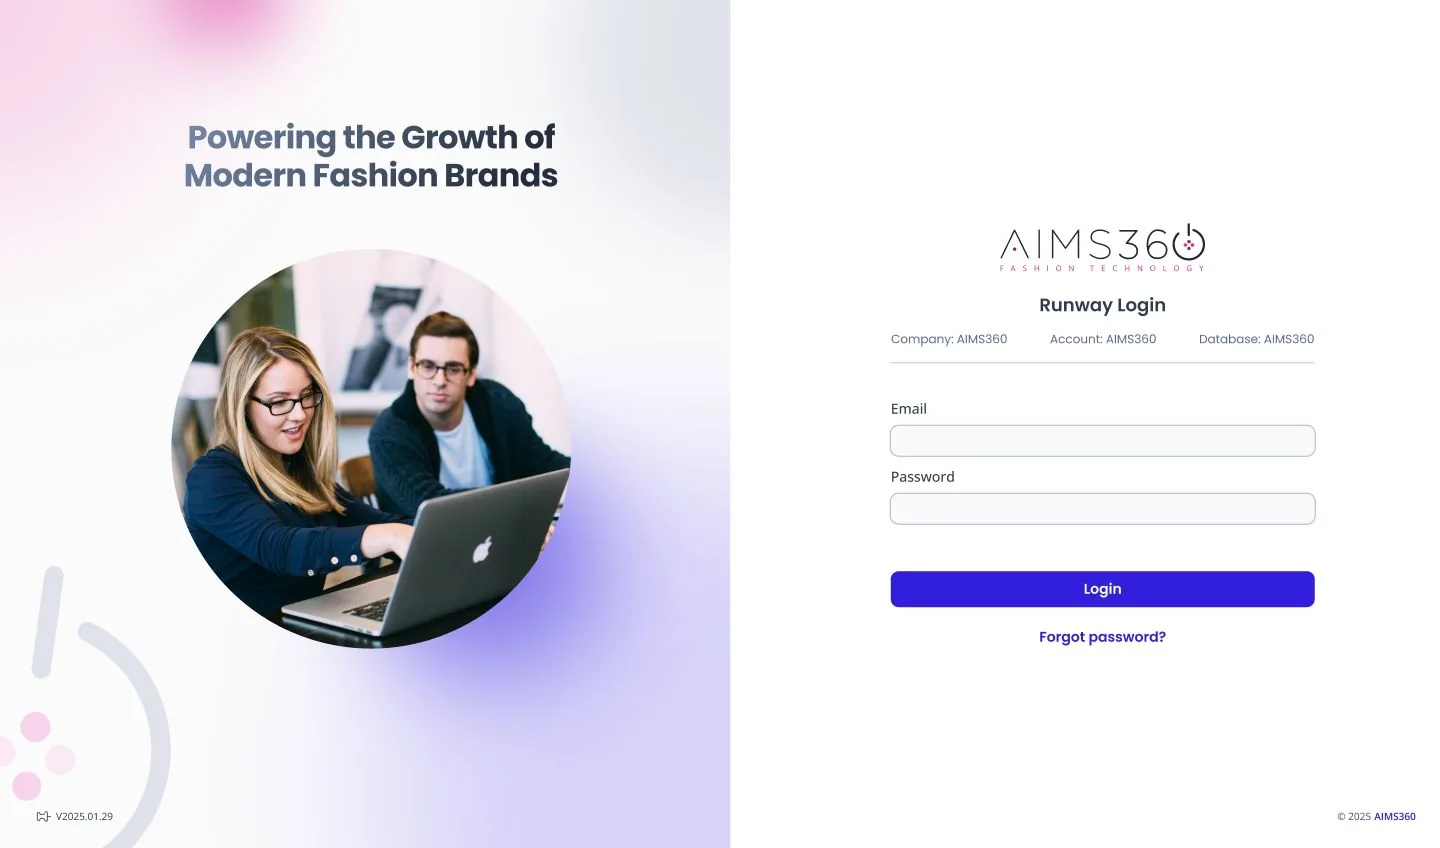 Powering the Growth of
Modern Fashion Brands
V2025.01.29
AIMS360
FASHION TECHNOLOGY
Runway Login
Company: AIMS360 Account: AIMS360 Database: AIMS360
Email
Password
Login
Forgot password?
© 2025 AIMS360